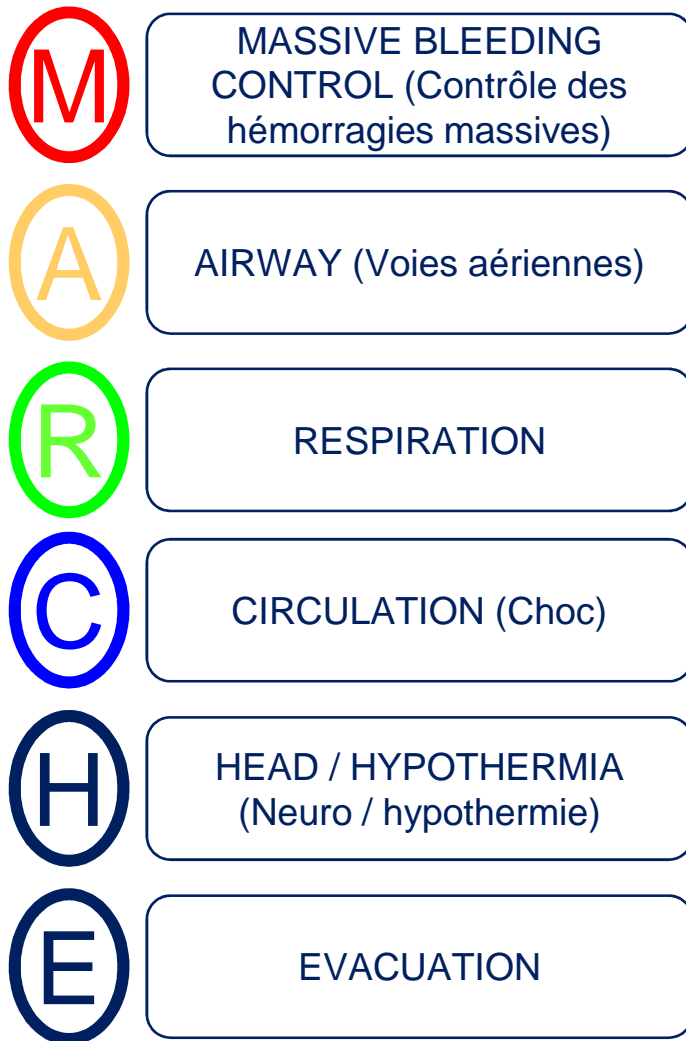 M
MASSIVE BLEEDING
CONTROL (Contrôle des
hémorragies massives)
A
AIRWAY (Voies aériennes)
R
RESPIRATION
C
CIRCULATION (Choc)
H
HEAD / HYPOTHERMIA
(Neuro / hypothermie)
E
EVACUATION